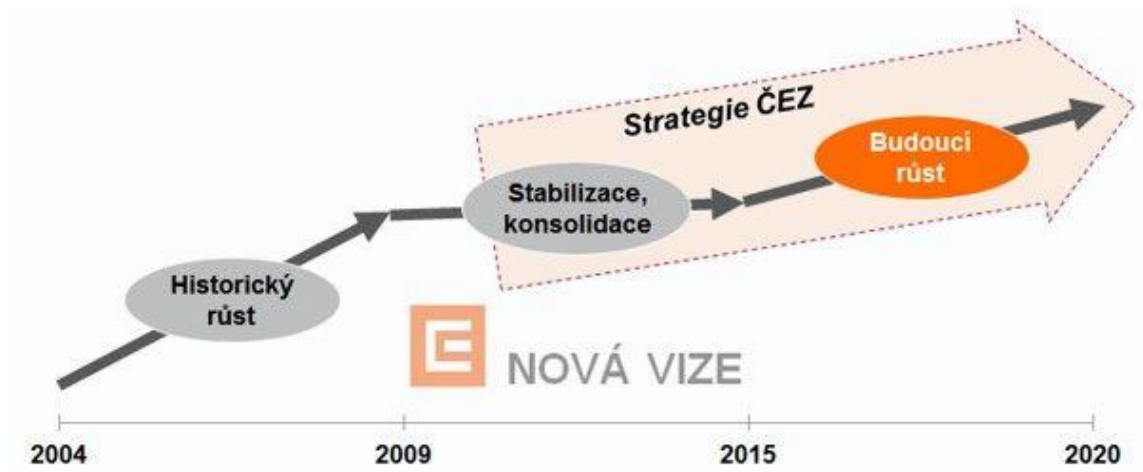 Strategie ČEZ
Budoucí
růst
Stabilizace,
konsolidace
Historický
růst
NOVÁ VIZE
2004 2009 2015 2020